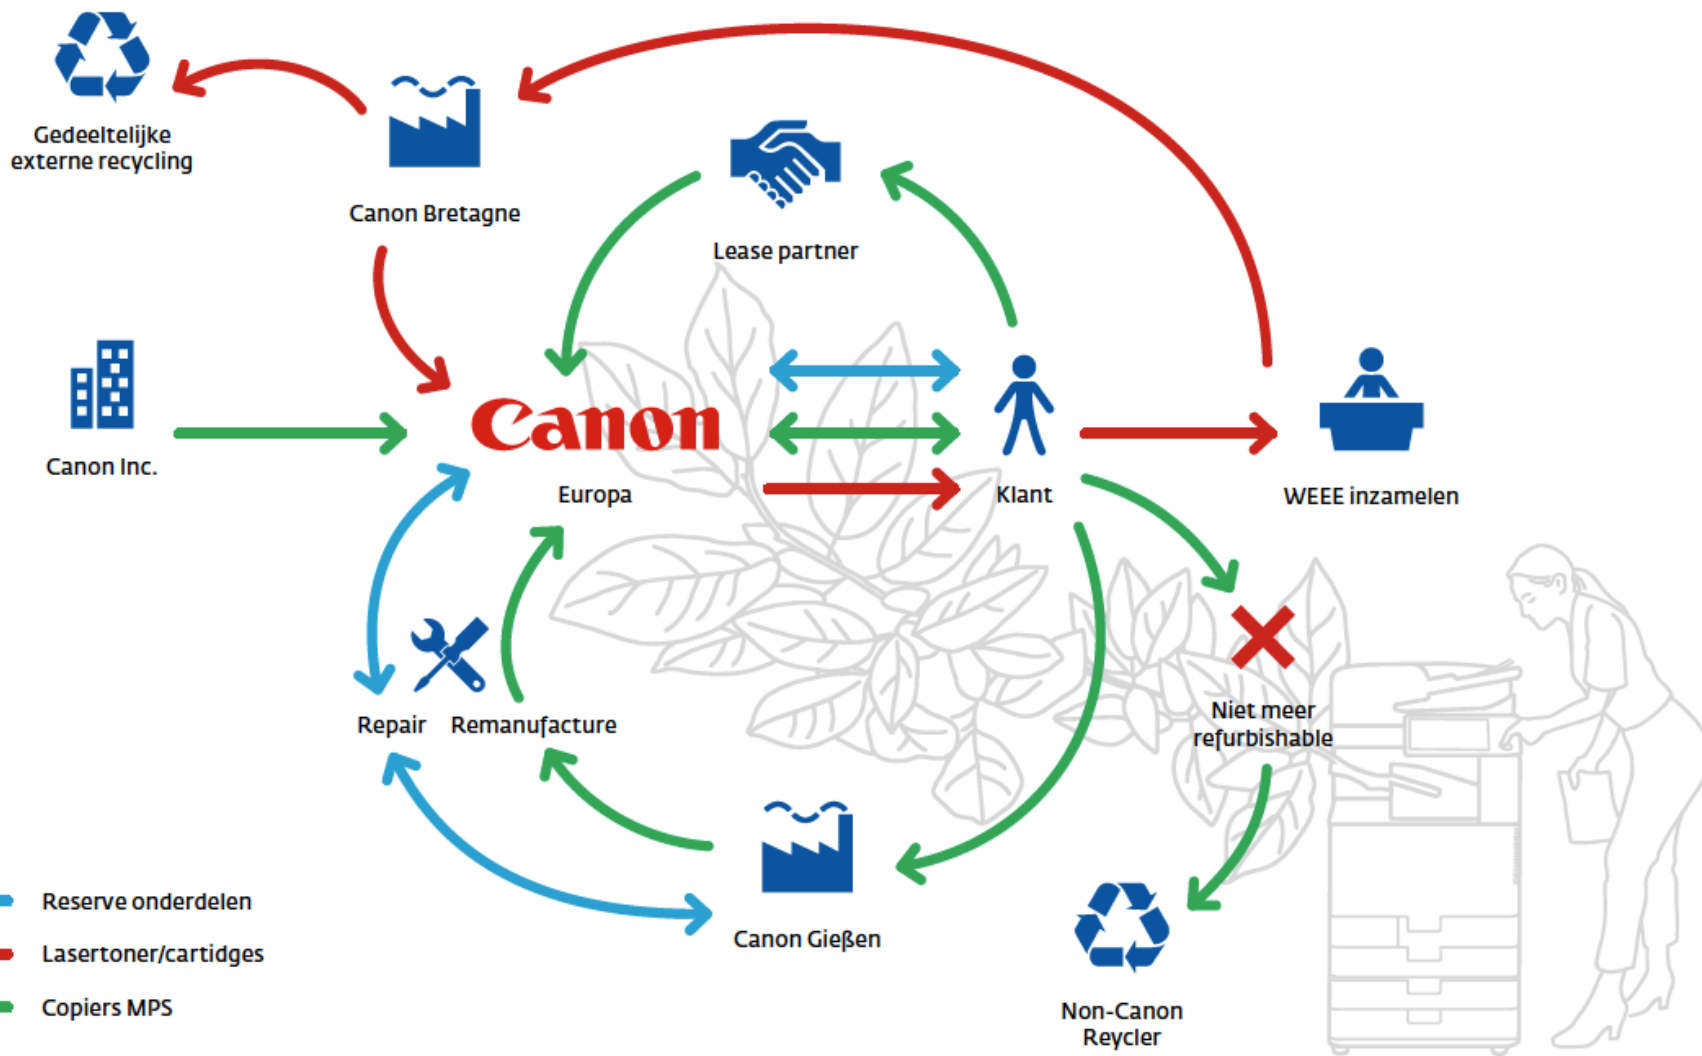 Gedeeltelijke
externe recycling
Canon Bretagne
Lease partner
Canon Inc.
Canon
Europa
Klant
WEEE inzamelen
Repair
Remanufacture
Niet meer
refurbishable
Canon Gießen
Non-Canon
Reycler
Reserve onderdelen
Lasertoner/cartidges
Copiers MPS